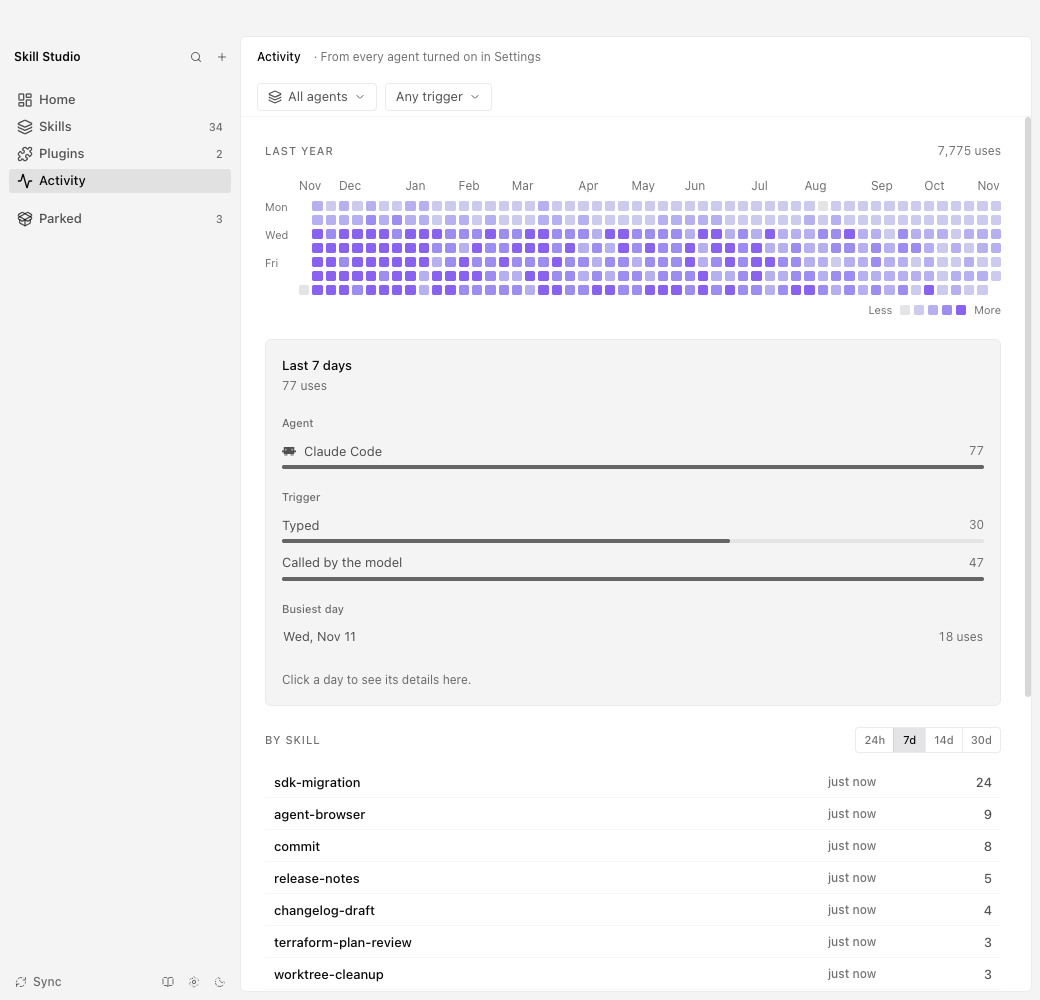 Skill Studio
Home
Skills 34
Plugins 2
Activity
Parked 3
Sync
Activity · From every agent turned on in Settings
All agents Any trigger
LAST YEAR 7,775 uses
Nov Dec Jan Feb Mar Apr May Jun Jul Aug Sep Oct Nov
Mon
Wed
Fri
Less More
Last 7 days
77 uses
Agent
Claude Code 77
Trigger
Typed 30
Called by the model 47
Busiest day
Wed, Nov 11 18 uses
Click a day to see its details here.
BY SKILL 24h 7d 14d 30d
sdk-migration just now 24
agent-browser just now 9
commit just now 8
release-notes just now 5
changelog-draft just now 4
terraform-plan-review just now 3
worktree-cleanup just now 3